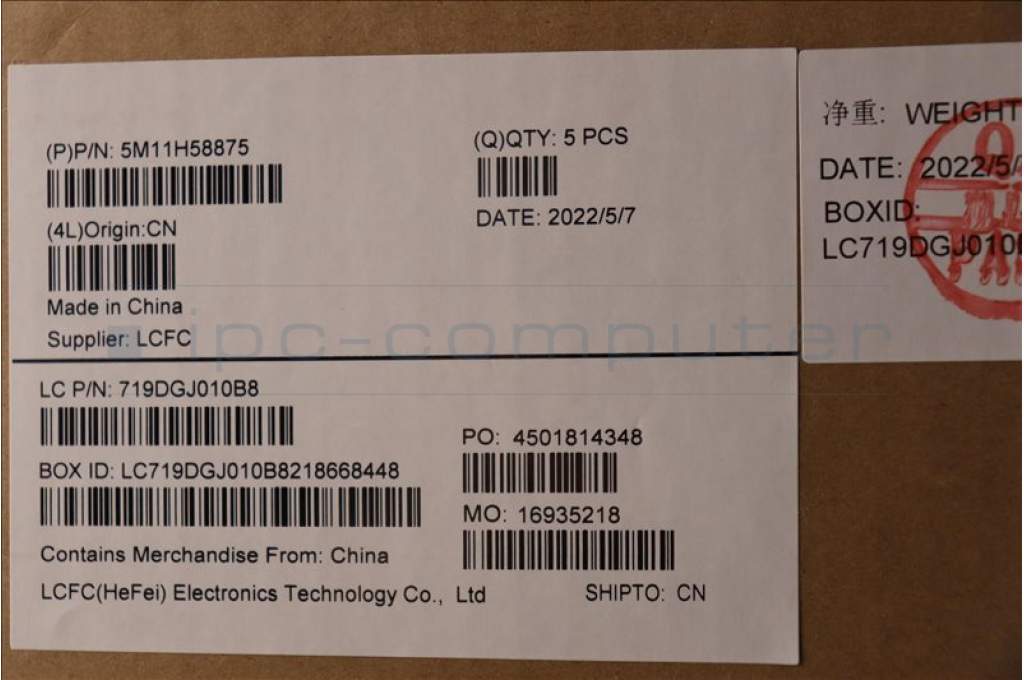 (P)P/N: 5M11H58875
(Q)QTY: 5 PCS
(4L)Origin:CN
DATE: 2022/5/7
Made in China
Supplier: LCFC
LC P/N: 719DGJ010B8
PO: 4501814348
BOX ID: LC719DGJ010B8218668448
MO: 16935218
Contains Merchandise From: China
LCFC(HeFei) Electronics Technology Co., Ltd
SHIPTO: CN
净重: WEIGHT
DATE: 2022/5/
BOXID:
LC719DGJ010
ipc-computer